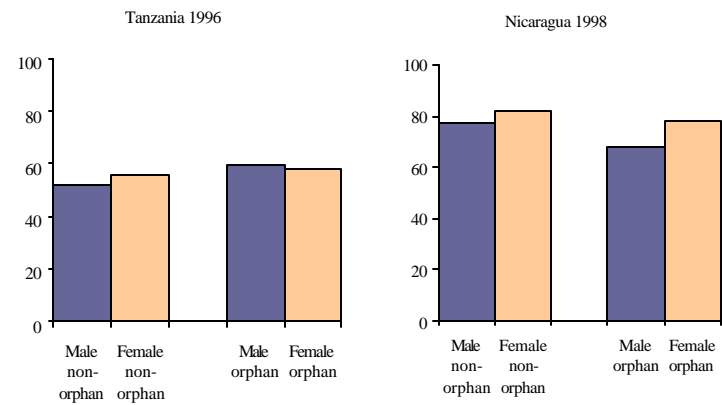 Tanzania 1996
100
80
60
40
20
0
Male Female
non- non-
orphan orphan
Male Female
orphan orphan
Nicaragua 1998
100
80
60
40
20
0
Male Female
non- non-
orphan orphan
Male Female
orphan orphan